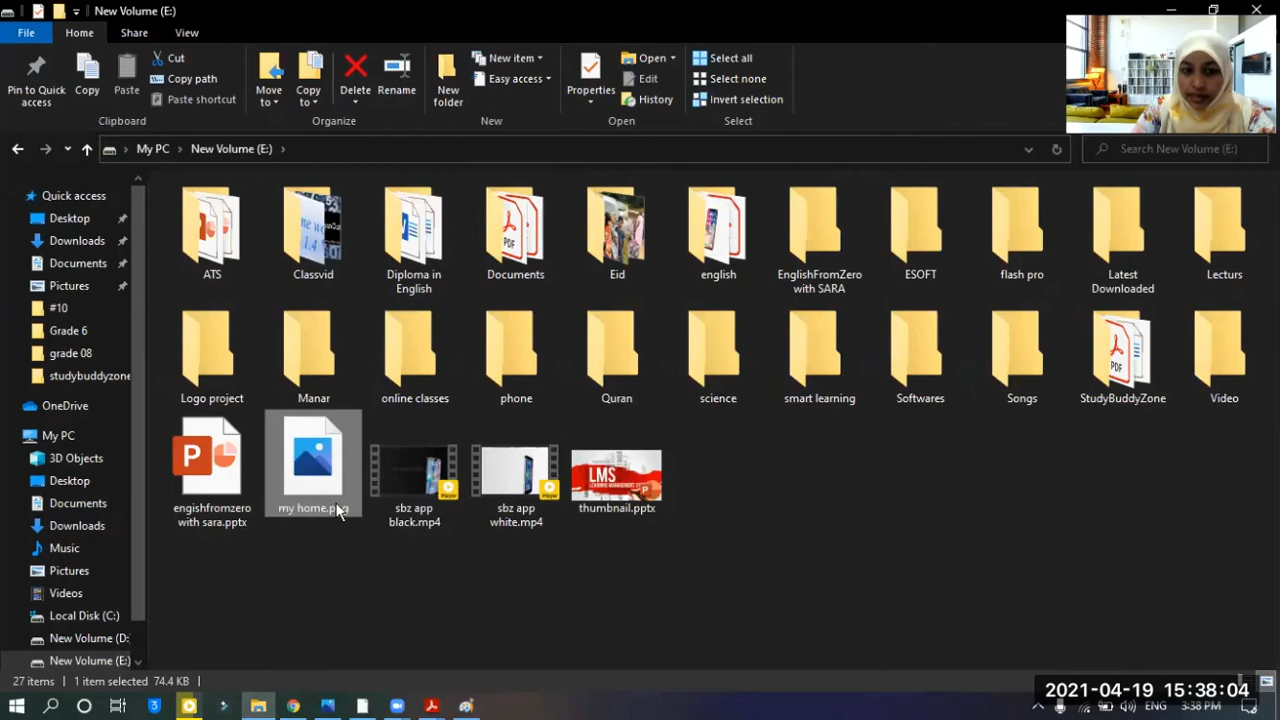 New Volume (E:)
File
Home
Share
View
Pin to Quick
access
Copy
Paste
Cut
Copy path
Paste shortcut
Clipboard
Move
to
Copy
to
Delete
Rename
Organize
New
folder
New item
Easy access
New
Properties
Open
Edit
History
Open
Select all
Select none
Invert selection
Select
My PC
New Volume (E:)
Search New Volume (E:)
Quick access
Desktop
Downloads
Documents
Pictures
#10
Grade 6
grade 08
studybuddyzone
OneDrive
My PC
3D Objects
Desktop
Documents
Downloads
Music
Pictures
Videos
Local Disk (C:)
New Volume (D:
New Volume (E:)
ATS
Classvid
Diploma in
English
Documents
Eid
english
EnglishFromZero
with SARA
ESOFT
flash pro
Latest
Downloaded
Lecturs
Logo project
Manar
online classes
phone
Quran
science
smart learning
Softwares
Songs
StudyBuddyZone
Video
engishfromzero
with sara.pptx
my home.png
sbz app
black.mp4
sbz app
white.mp4
LMS
thumbnail.pptx
27 items
1 item selected 74.4 KB
2021-04-19 15:38:04
3:38 PM